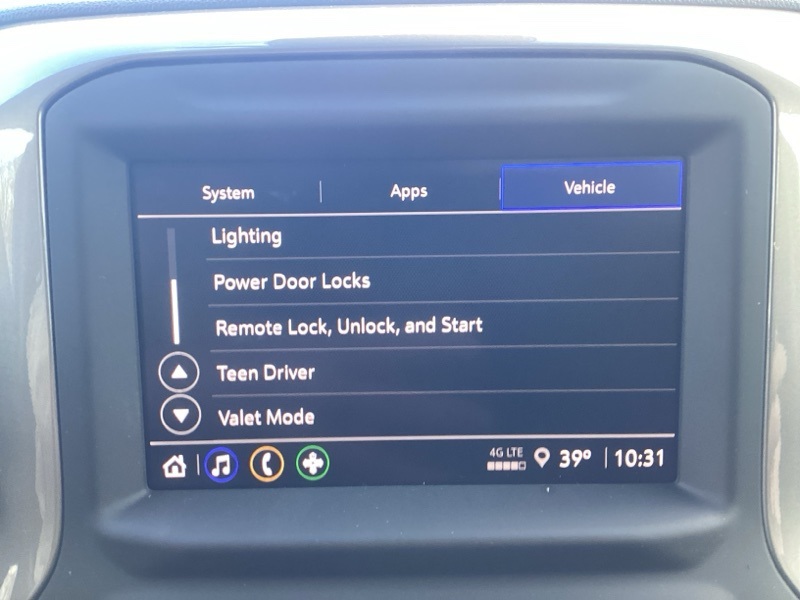 System
Apps
Vehicle
Lighting
Power Door Locks
Remote Lock, Unlock, and Start
Teen Driver
Valet Mode
4G LTE
39°
10:31